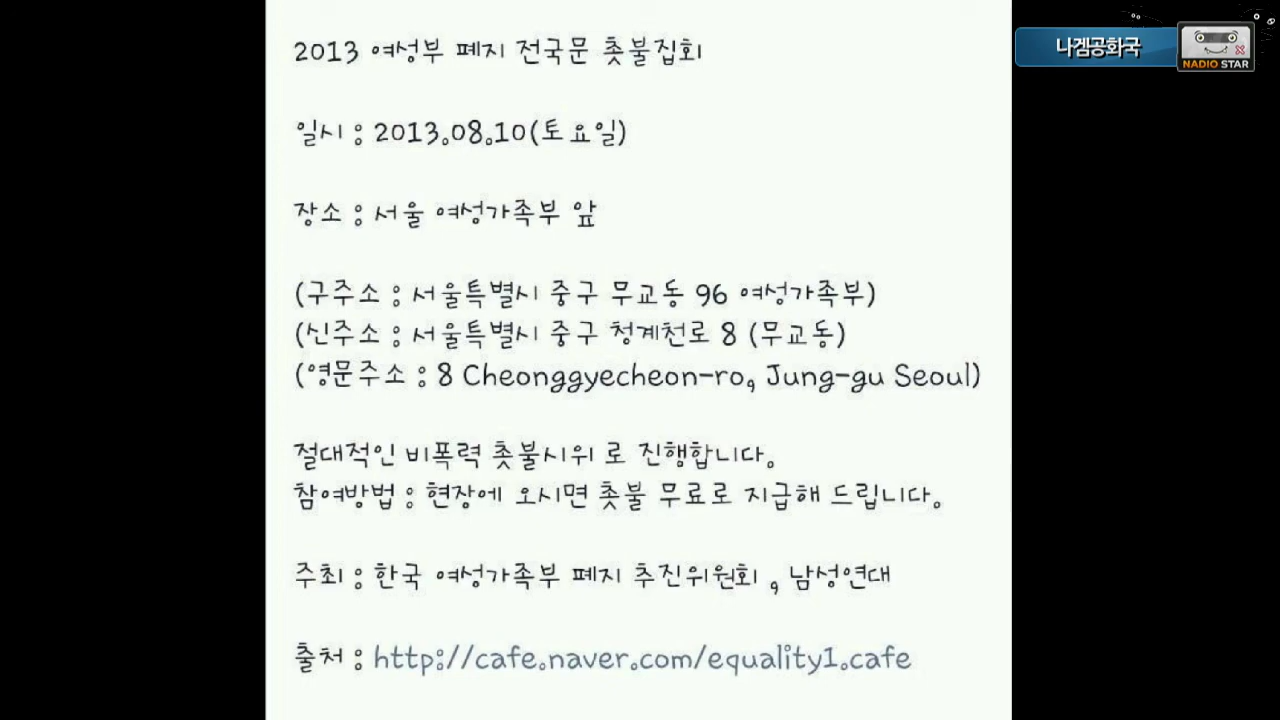 2013 여성부 폐지 전국문 촛불집회
나겜공화국
NADIO STAR
일시 : 2013.08.10(토요일)
장소 : 서울 여성가족부 앞
(구주소 : 서울특별시 중구 무교동 96 여성가족부)
(신주소 : 서울특별시 중구 청계천로 8 (무교동)
(영문주소 : 8 Cheonggyecheon-ro, Jung-gu Seoul)
절대적인 비폭력 촛불시위 로 진행합니다.
참여방법 : 현장에 오시면 촛불 무료로 지급해 드립니다.
주최 : 한국 여성가족부 폐지 추진위원회 , 남성연대
출처 : http://cafe.naver.com/equality1.cafe